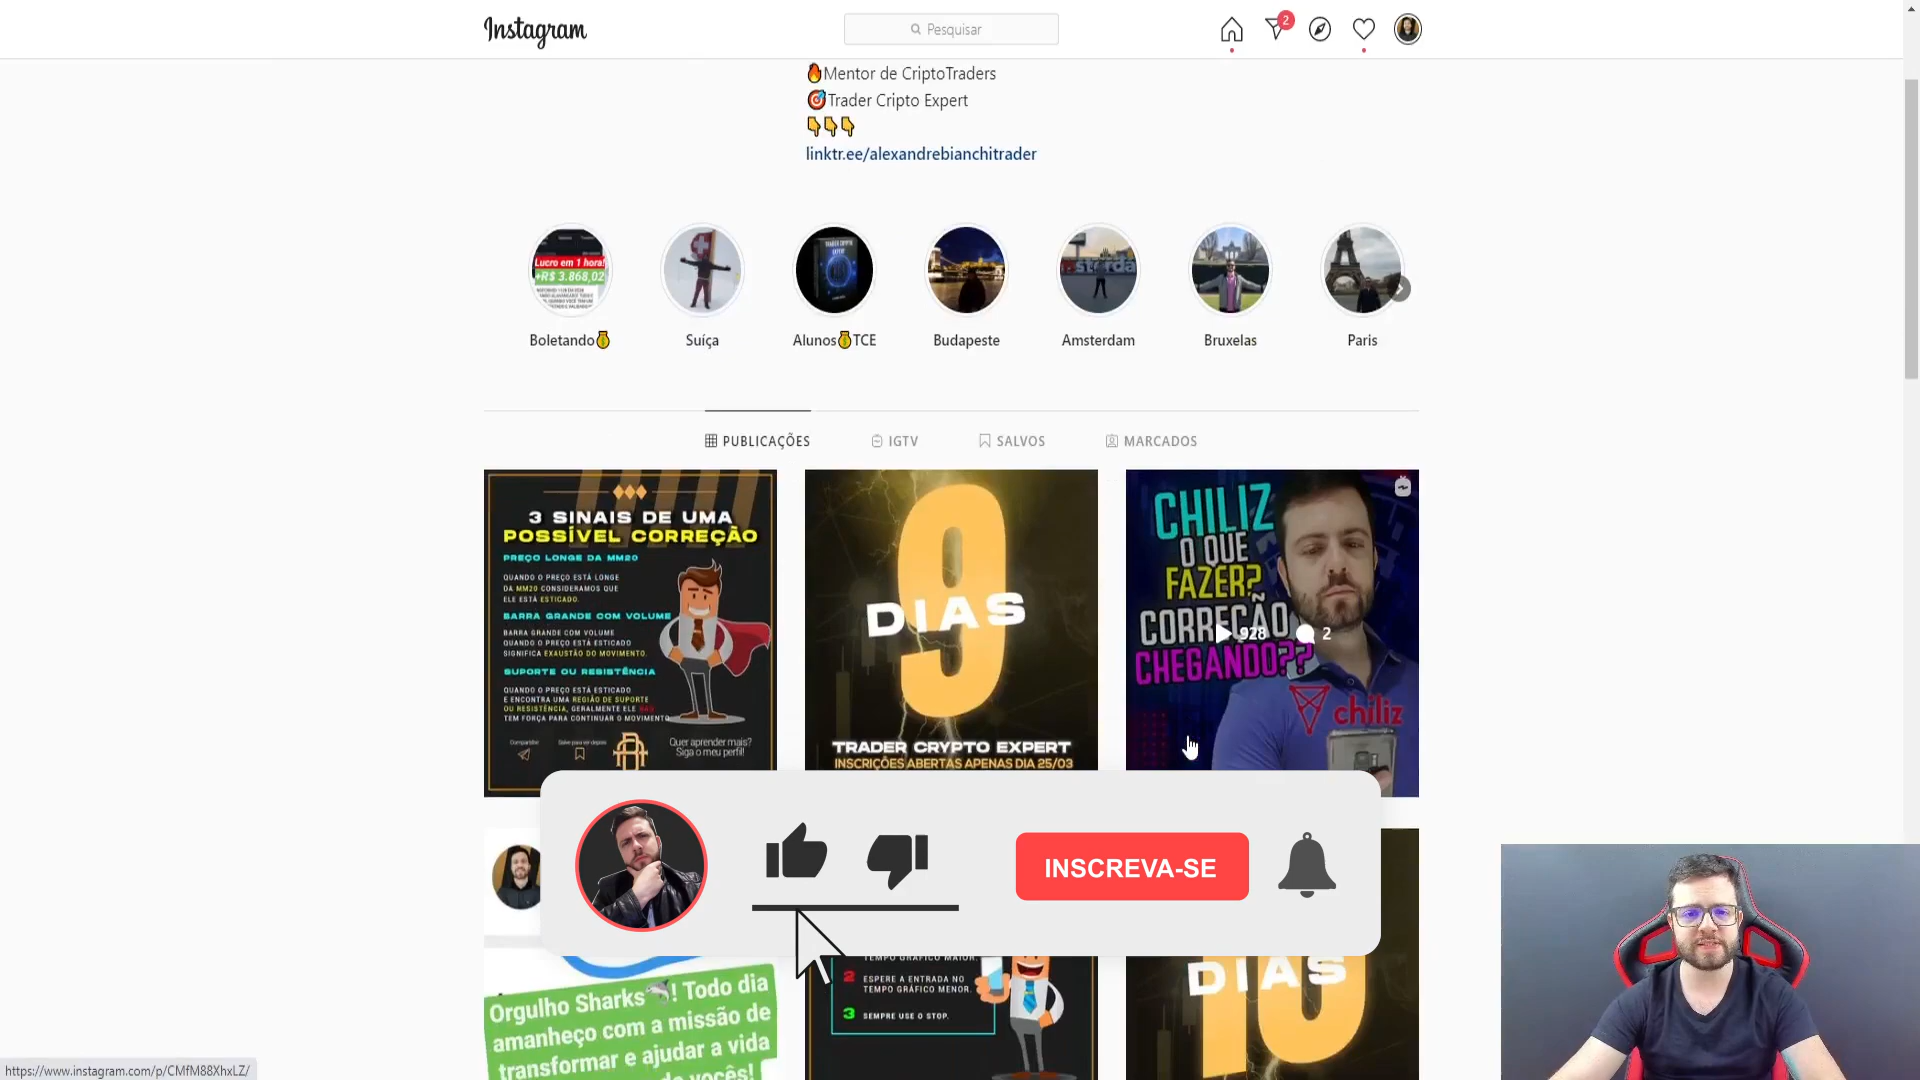 Instagram
Pesquisar
2
🔥Mentor de CriptoTraders
🎯Trader Cripto Expert
👇👇👇
linktr.ee/alexandrebianchitrader
Lucro em 1 hora!
+R$ 3.868,02
Boletando💰
Suíça
Alunos💰TCE
Budapeste
Amsterdam
Bruxelas
Paris
PUBLICAÇÕES
IGTV
SALVOS
MARCADOS
3 SINAIS DE UMA
POSSÍVEL CORREÇÃO
PREÇO LONGE DA MM20
QUANDO O PREÇO ESTÁ LONGE
DA MM20 CONSIDERAMOS QUE
ELE ESTÁ ESTICADO.
BARRA GRANDE COM VOLUME
BARRA GRANDE COM VOLUME
QUANDO O PREÇO ESTÁ ESTICADO
SIGNIFICA EXAUSTÃO DO MOVIMENTO.
SUPORTE OU RESISTÊNCIA
QUANDO O PREÇO ESTÁ ESTICADO
E ENCONTRA UMA REGIÃO DE SUPORTE
OU RESISTÊNCIA, GERALMENTE ELE NÃO
TEM FORÇA PARA CONTINUAR O MOVIMENTO
Quer aprender mais?
Siga o meu perfil!
9
DIAS
TRADER CRYPTO EXPERT
INSCRIÇÕES ABERTAS APENAS DIA 25/03
CHILIZ
O QUE
FAZER?
CORREÇÃO
CHEGANDO??
928
2
chiliz
INSCREVA-SE
Orgulho Sharks🦈! Todo dia
amanheço com a missão de
transformar e ajudar a vida
vocês!
TEMPO GRÁFICO MAIOR.
2 ESPERE A ENTRADA NO
TEMPO GRÁFICO MENOR.
3 SEMPRE USE O STOP.
DIAS
10
https://www.instagram.com/p/CMfM88XhxLZ/